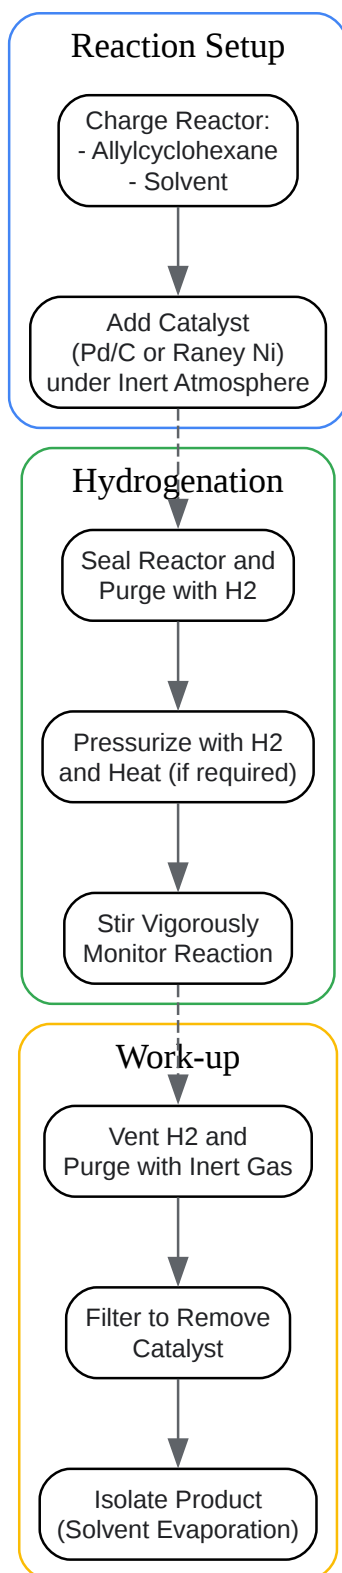 Reaction Setup
Charge Reactor:
- Allylcyclohexane
- Solvent
Add Catalyst
(Pd/C or Raney Ni)
under Inert Atmosphere
Hydrogenation
Seal Reactor and
Purge with H2
Pressurize with H2
and Heat (if required)
Stir Vigorously
Monitor Reaction
Work-up
Vent H2 and
Purge with Inert Gas
Filter to Remove
Catalyst
Isolate Product
(Solvent Evaporation)